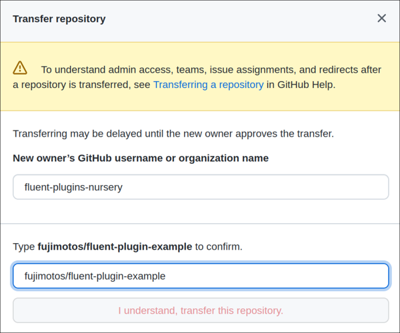 Transfer repository
To understand admin access, teams, issue assignments, and redirects after
a repository is transferred, see Transferring a repository in GitHub Help.
Transferring may be delayed until the new owner approves the transfer.
New owner’s GitHub username or organization name
fluent-plugins-nursery
Type fujimotos/fluent-plugin-example to confirm.
fujimotos/fluent-plugin-example
I understand, transfer this repository.